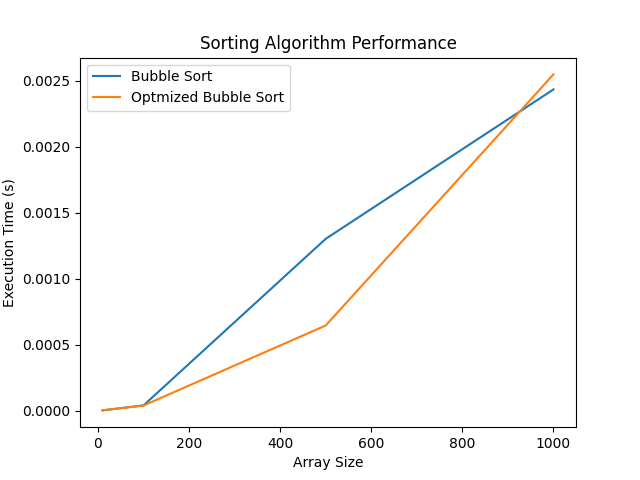 Sorting Algorithm Performance
Bubble Sort
Optmized Bubble Sort
0.0025
0.0020
0.0015
0.0010
0.0005
0.0000
Execution Time (s)
0 200 400 600 800 1000
Array Size